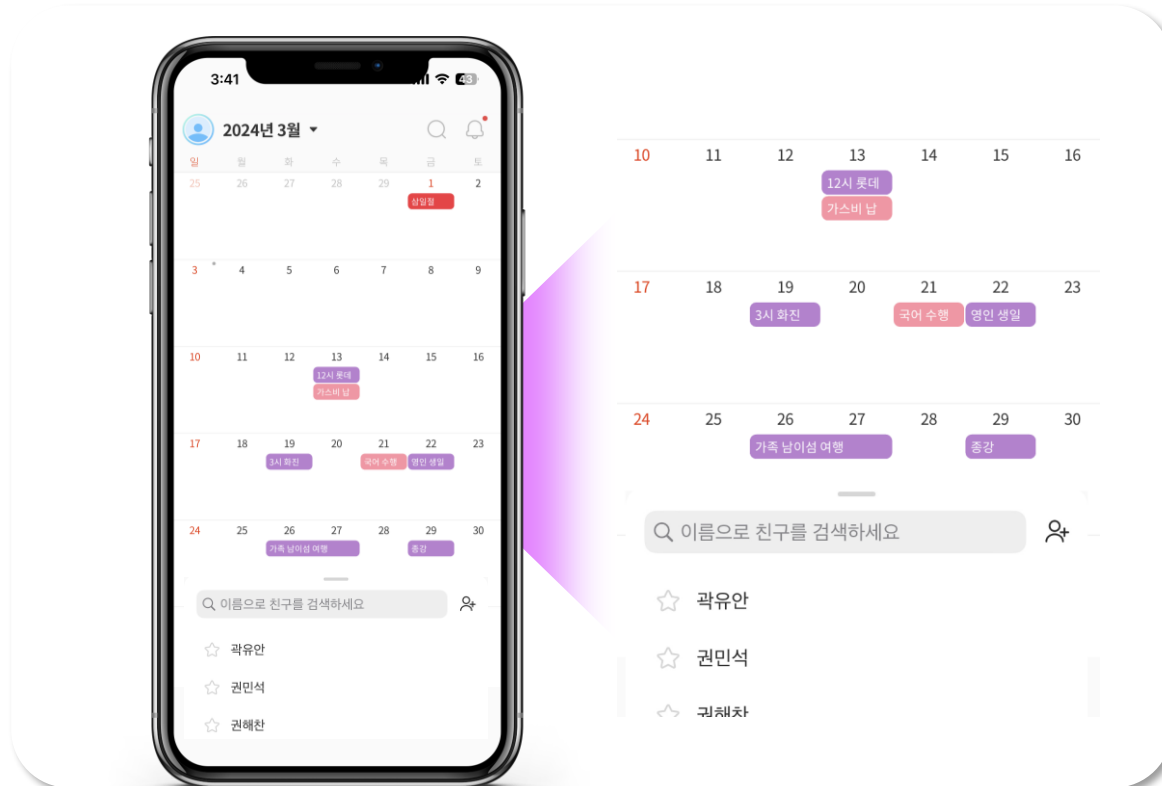 3:41
43
2024년 3월
일 월 화 수 목 금 토
25 26 27 28 29 1 2
삼일절
3 4 5 6 7 8 9
10 11 12 13 14 15 16
12시 롯데
가스비 납
17 18 19 20 21 22 23
3시 화진 국어 수행 영인 생일
24 25 26 27 28 29 30
가족 남이섬 여행 종강
이름으로 친구를 검색하세요
곽유안
권민석
권해찬
10 11 12 13 14 15 16
12시 롯데
가스비 납
17 18 19 20 21 22 23
3시 화진 국어 수행 영인 생일
24 25 26 27 28 29 30
가족 남이섬 여행 종강
이름으로 친구를 검색하세요
곽유안
권민석
권해찬